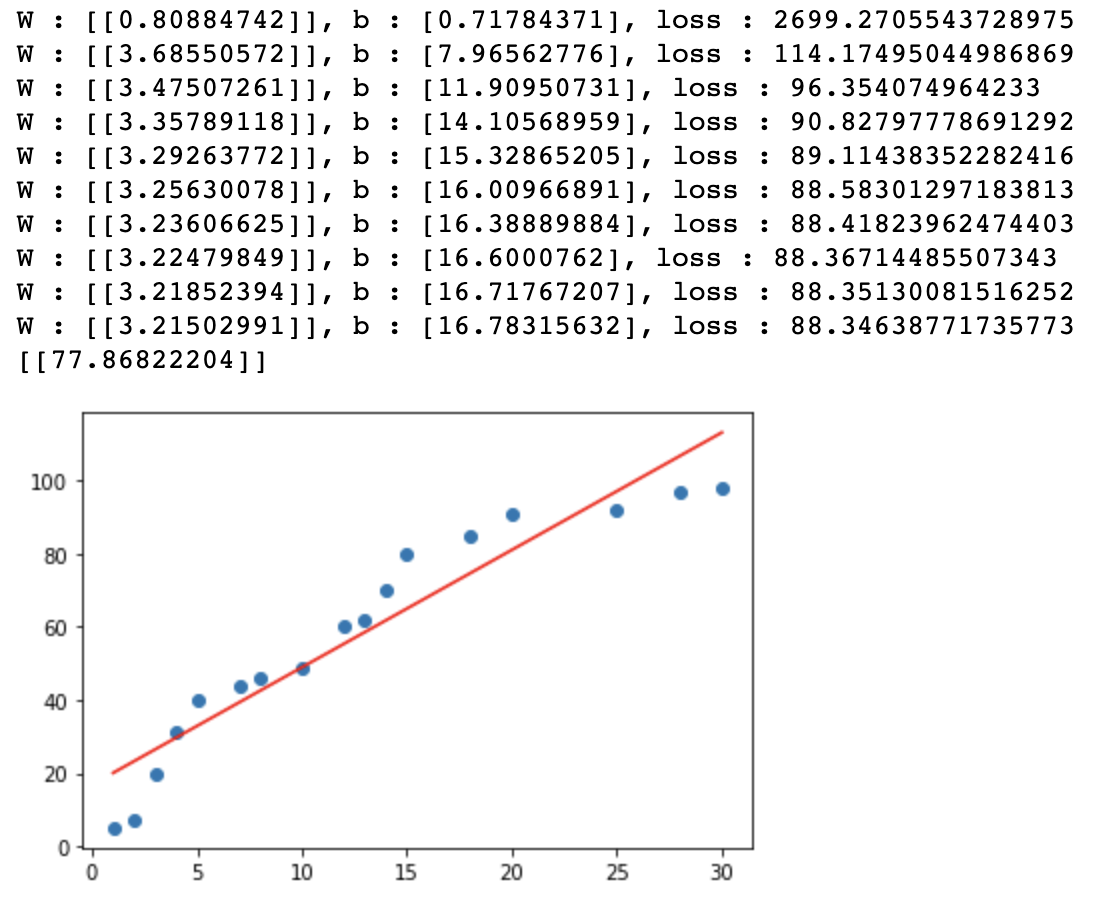 W : [[0.80884742]], b : [0.71784371], loss : 2699.2705543728975
W : [[3.68550572]], b : [7.96562776], loss : 114.17495044986869
W : [[3.47507261]], b : [11.90950731], loss : 96.354074964233
W : [[3.35789118]], b : [14.10568959], loss : 90.82797778691292
W : [[3.29263772]], b : [15.32865205], loss : 89.11438352282416
W : [[3.25630078]], b : [16.00966891], loss : 88.58301297183813
W : [[3.23606625]], b : [16.38889884], loss : 88.41823962474403
W : [[3.22479849]], b : [16.6000762], loss : 88.36714485507343
W : [[3.21852394]], b : [16.71767207], loss : 88.35130081516252
W : [[3.21502991]], b : [16.78315632], loss : 88.34638771735773
[[77.86822204]]
100
80
60
40
20
0
0 5 10 15 20 25 30